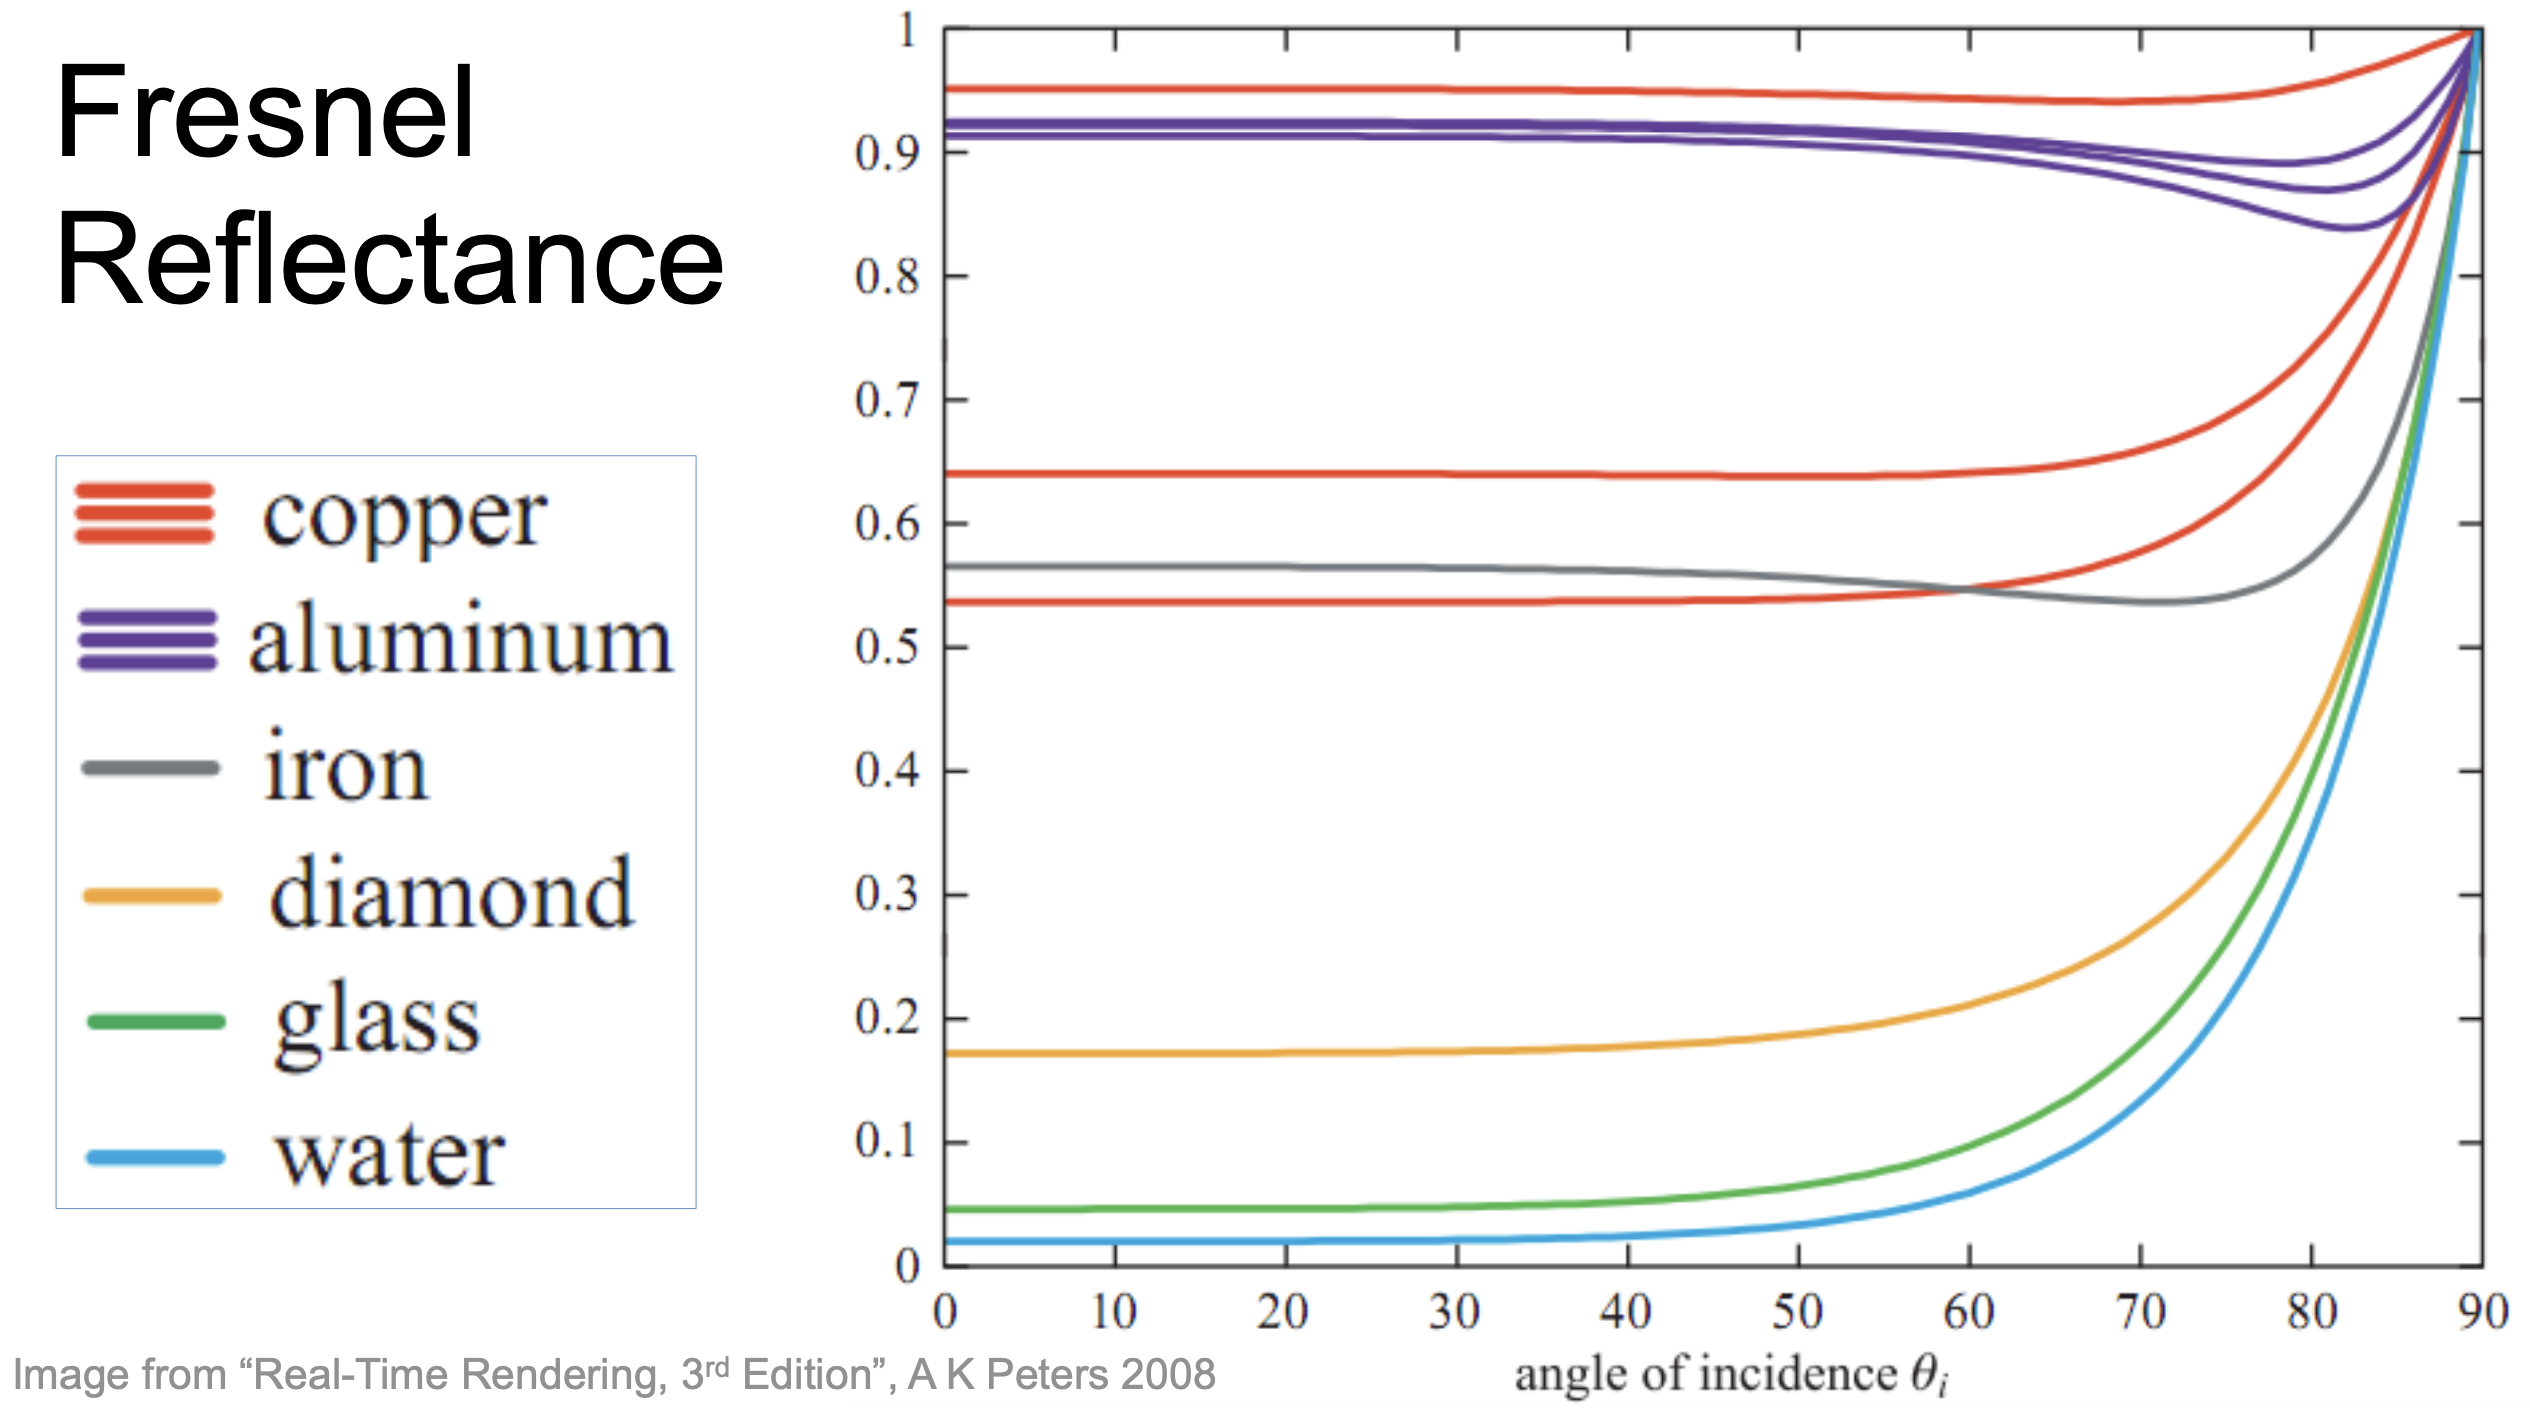 Fresnel
Reflectance
copper
aluminum
iron
diamond
glass
water
1
0.9
0.8
0.7
0.6
0.5
0.4
0.3
0.2
0.1
0
0 10 20 30 40 50 60 70 80 90
angle of incidence θi
Image from “Real-Time Rendering, 3rd Edition”, A K Peters 2008